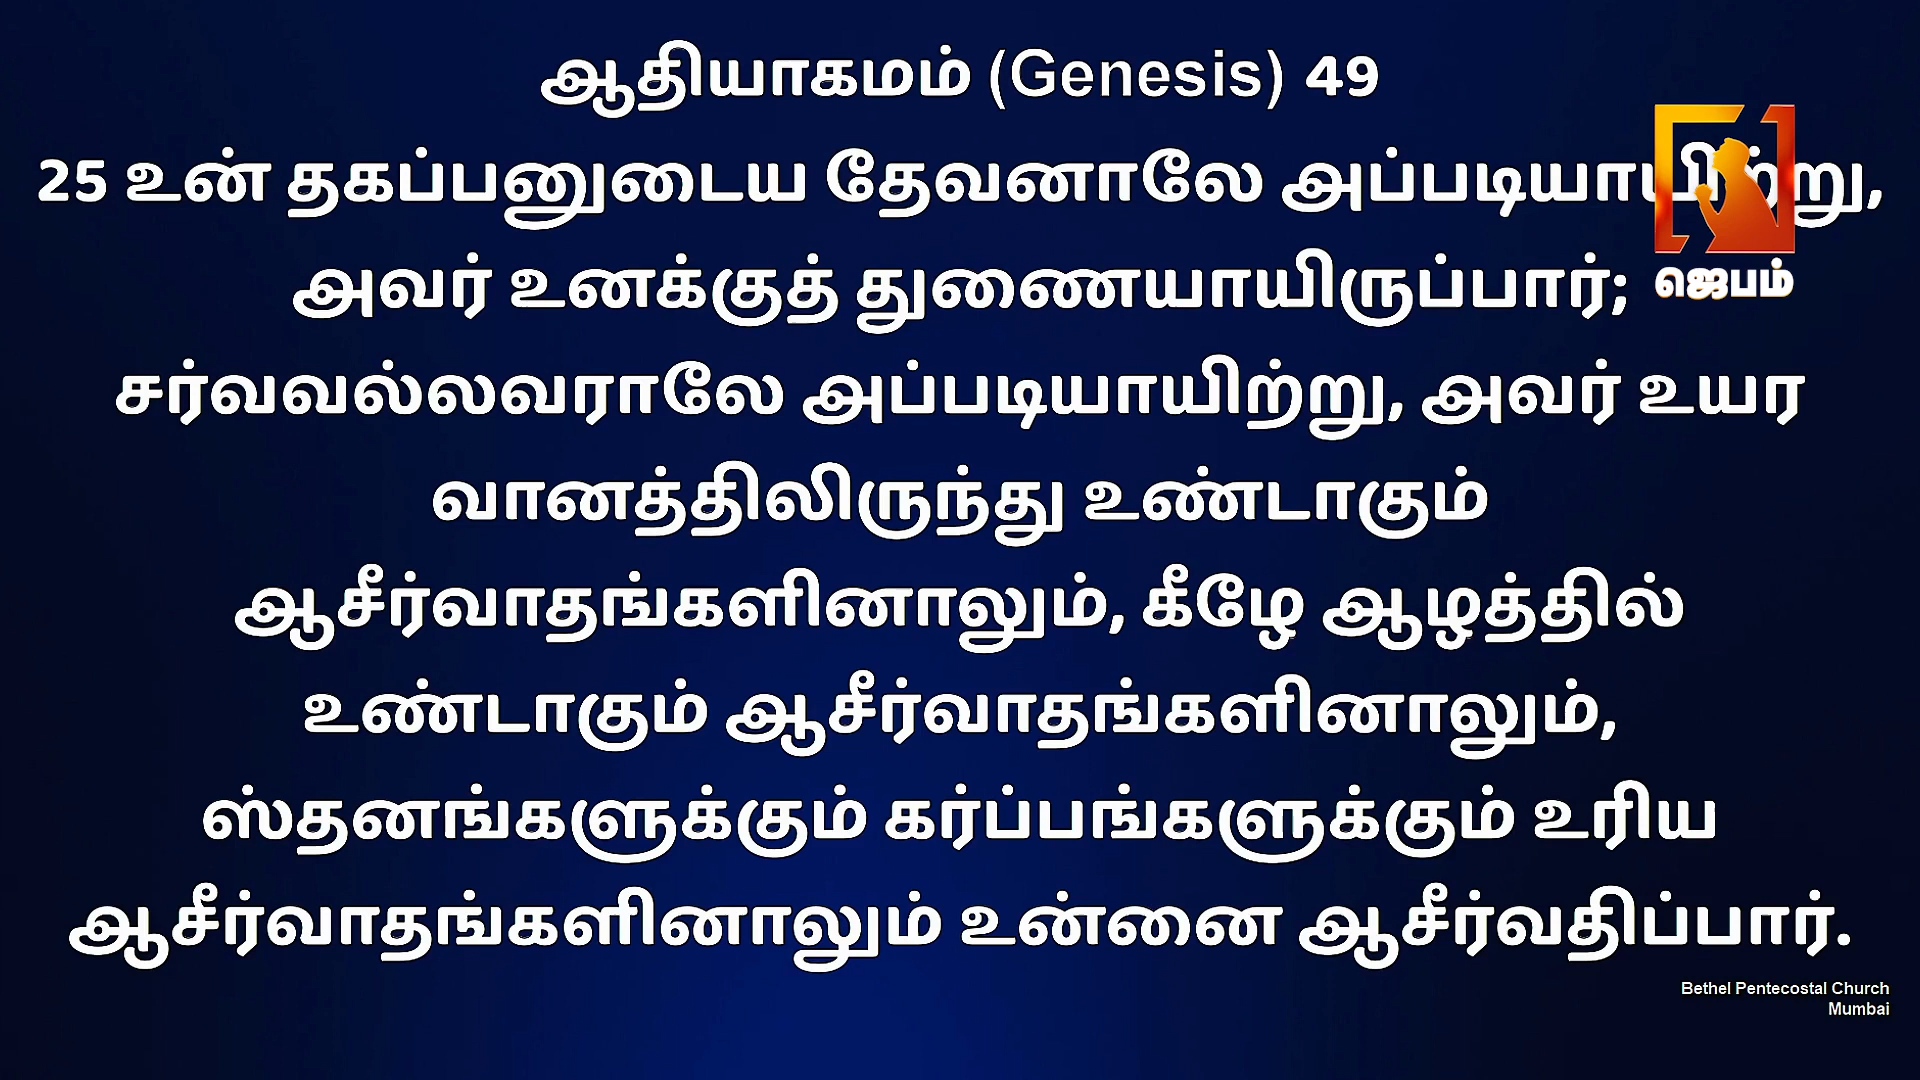 ஆதியாகமம் (Genesis) 49
25 உன் தகப்பனுடைய தேவனாலே அப்படியாயிற்று,
அவர் உனக்குத் துணையாயிருப்பார்;
ஜெபம்
சர்வவல்லவராலே அப்படியாயிற்று, அவர் உயர
வானத்திலிருந்து உண்டாகும்
ஆசீர்வாதங்களினாலும், கீழே ஆழத்தில்
உண்டாகும் ஆசீர்வாதங்களினாலும்,
ஸ்தனங்களுக்கும் கர்ப்பங்களுக்கும் உரிய
ஆசீர்வாதங்களினாலும் உன்னை ஆசீர்வதிப்பார்.
Bethel Pentecostal Church
Mumbai